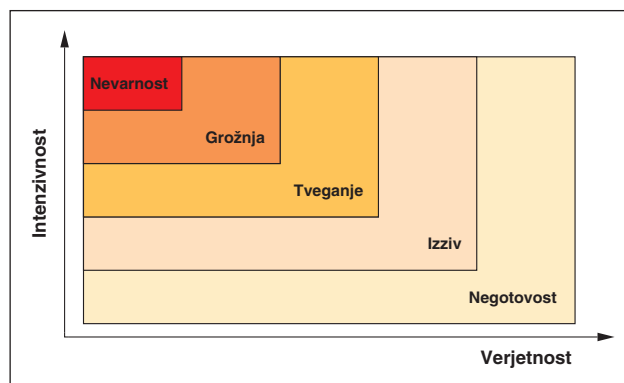 Nevarnost
Grožnja
Tveganje
Izziv
Negotovost
Intenzivnost
Verjetnost